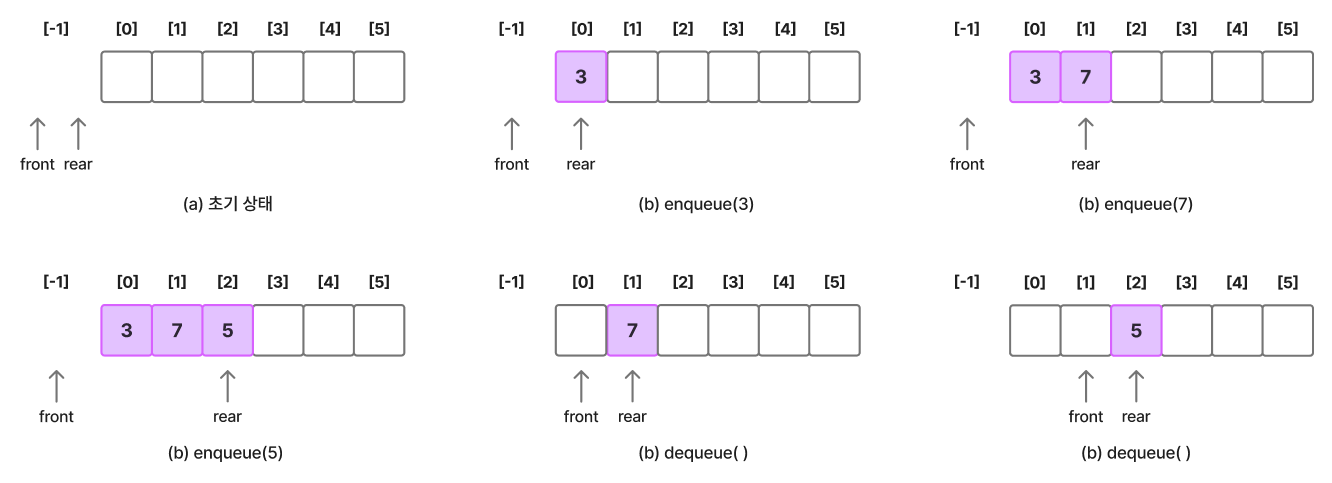 [-1] [0] [1] [2] [3] [4] [5]
front rear
(a) 초기 상태
[-1] [0] [1] [2] [3] [4] [5]
3
front rear
(b) enqueue(3)
[-1] [0] [1] [2] [3] [4] [5]
3 7
front rear
(b) enqueue(7)
[-1] [0] [1] [2] [3] [4] [5]
3 7 5
front rear
(b) enqueue(5)
[-1] [0] [1] [2] [3] [4] [5]
7
front rear
(b) dequeue( )
[-1] [0] [1] [2] [3] [4] [5]
5
front rear
(b) dequeue( )